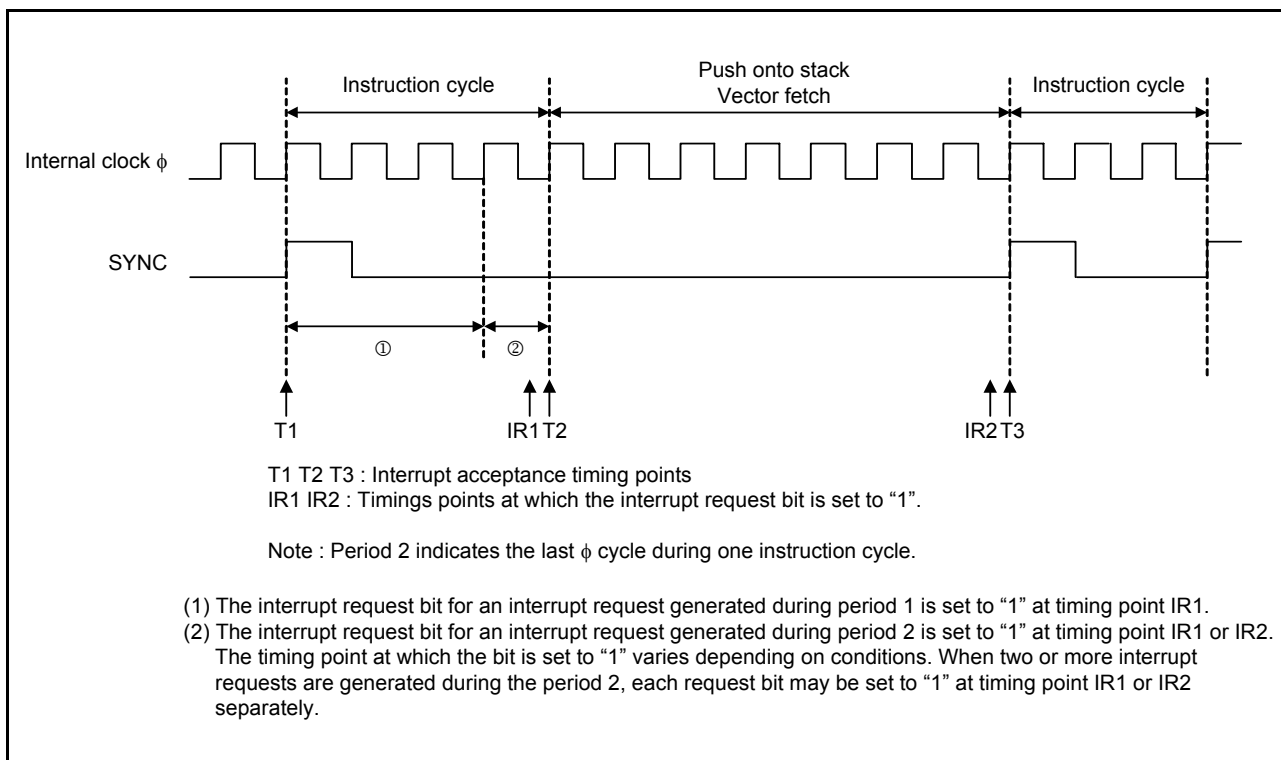 Instruction cycle
Push onto stack
Vector fetch
Instruction cycle
Internal clock ϕ
SYNC
①
②
T1
IR1 T2
IR2 T3
T1 T2 T3 : Interrupt acceptance timing points
IR1 IR2 : Timings points at which the interrupt request bit is set to “1”.
Note : Period 2 indicates the last ϕ cycle during one instruction cycle.
(1) The interrupt request bit for an interrupt request generated during period 1 is set to “1” at timing point IR1.
(2) The interrupt request bit for an interrupt request generated during period 2 is set to “1” at timing point IR1 or IR2.
The timing point at which the bit is set to “1” varies depending on conditions. When two or more interrupt
requests are generated during the period 2, each request bit may be set to “1” at timing point IR1 or IR2
separately.